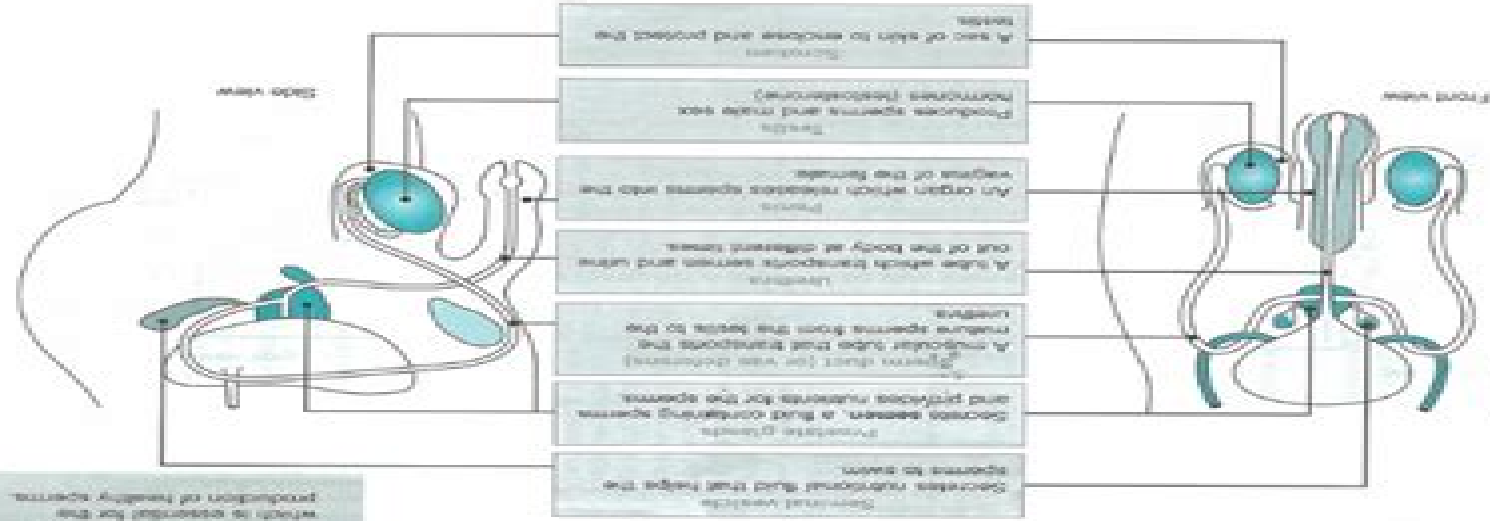 which is essential for the
production of healthy sperms.
Seminal vesicle
Secretes nutritional fluid that helps the
sperms to swim.
Prostate glands
Secrete semen, a fluid containing sperms
and provides nutrients for the sperms.
Sperm duct (or vas deferens)
A muscular tube that transports the
mature sperms from the testis to the
urethra.
Urethra
A tube which transports semen and urine
out of the body at different times.
Penis
An organ which releases sperms into the
vagina of the female.
Testis
Produces sperms and male sex
hormones (testosterone)
Scrotum
A sac of skin to enclose and protect the
testis.
Front view
Side view